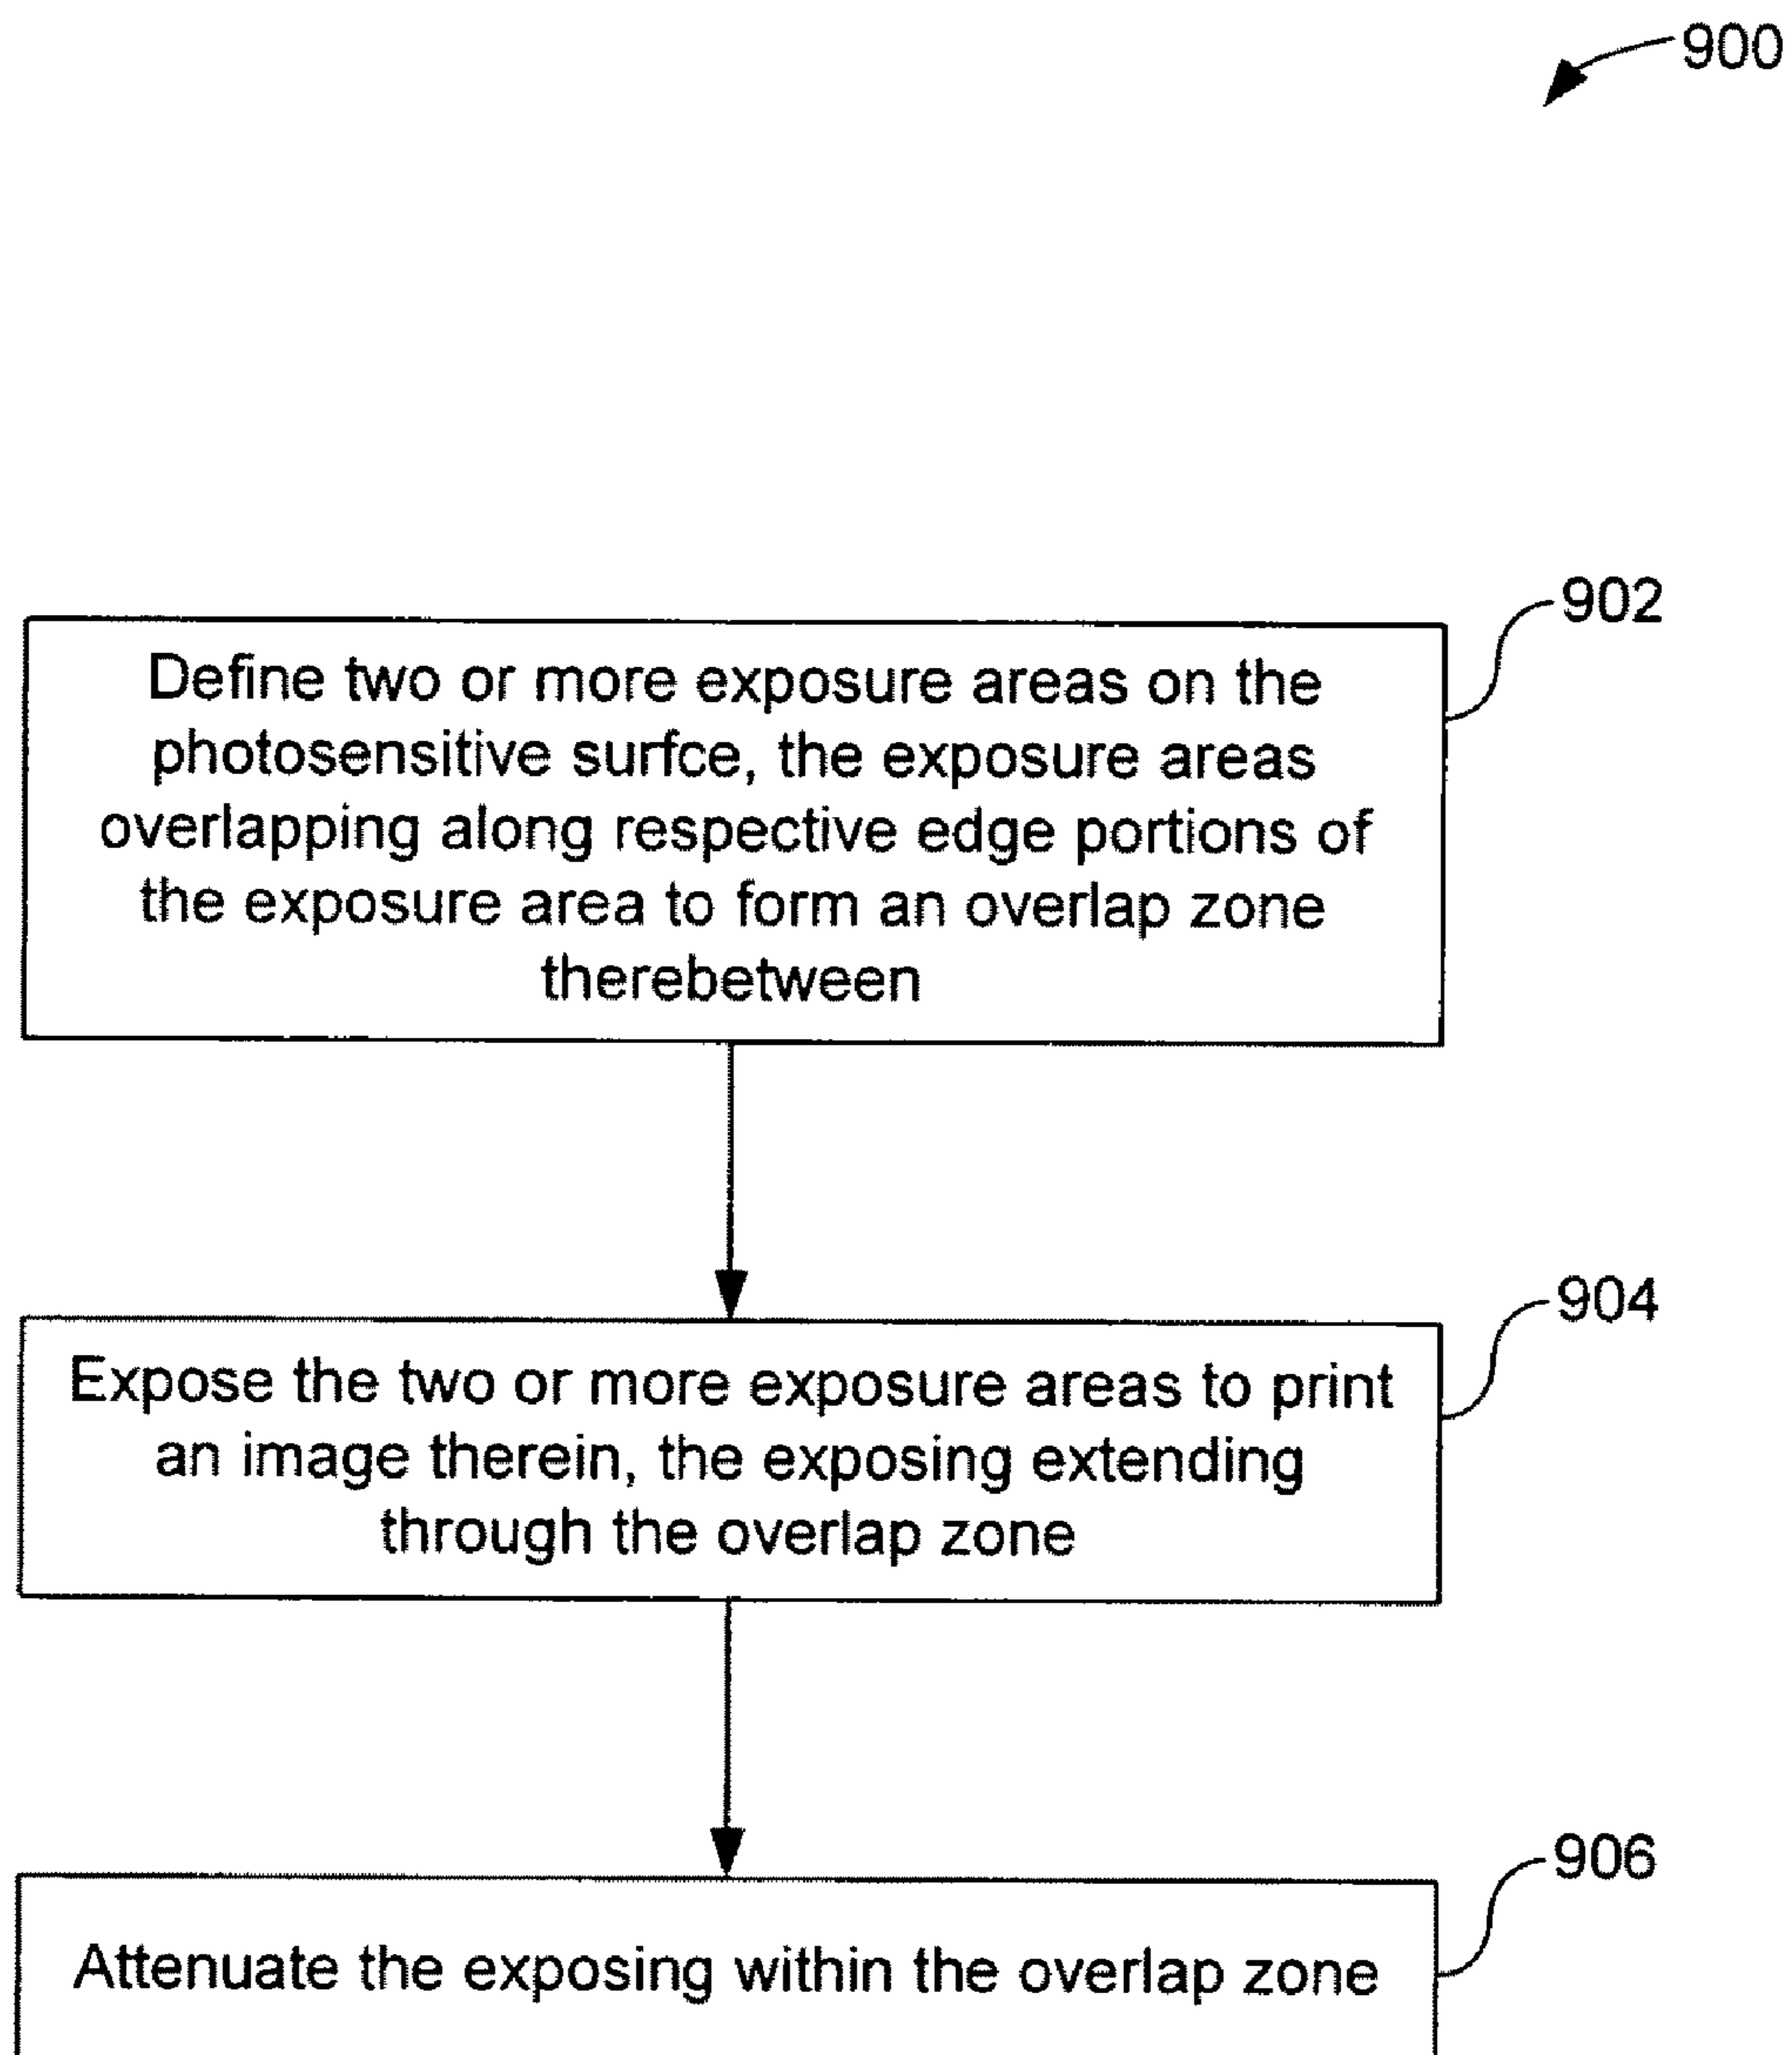 900
902
Define two or more exposure areas on the
photosensitive surfce, the exposure areas
overlapping along respective edge portions of
the exposure area to form an overlap zone
therebetween
904
Expose the two or more exposure areas to print
an image therein, the exposing extending
through the overlap zone
906
Attenuate the exposing within the overlap zone